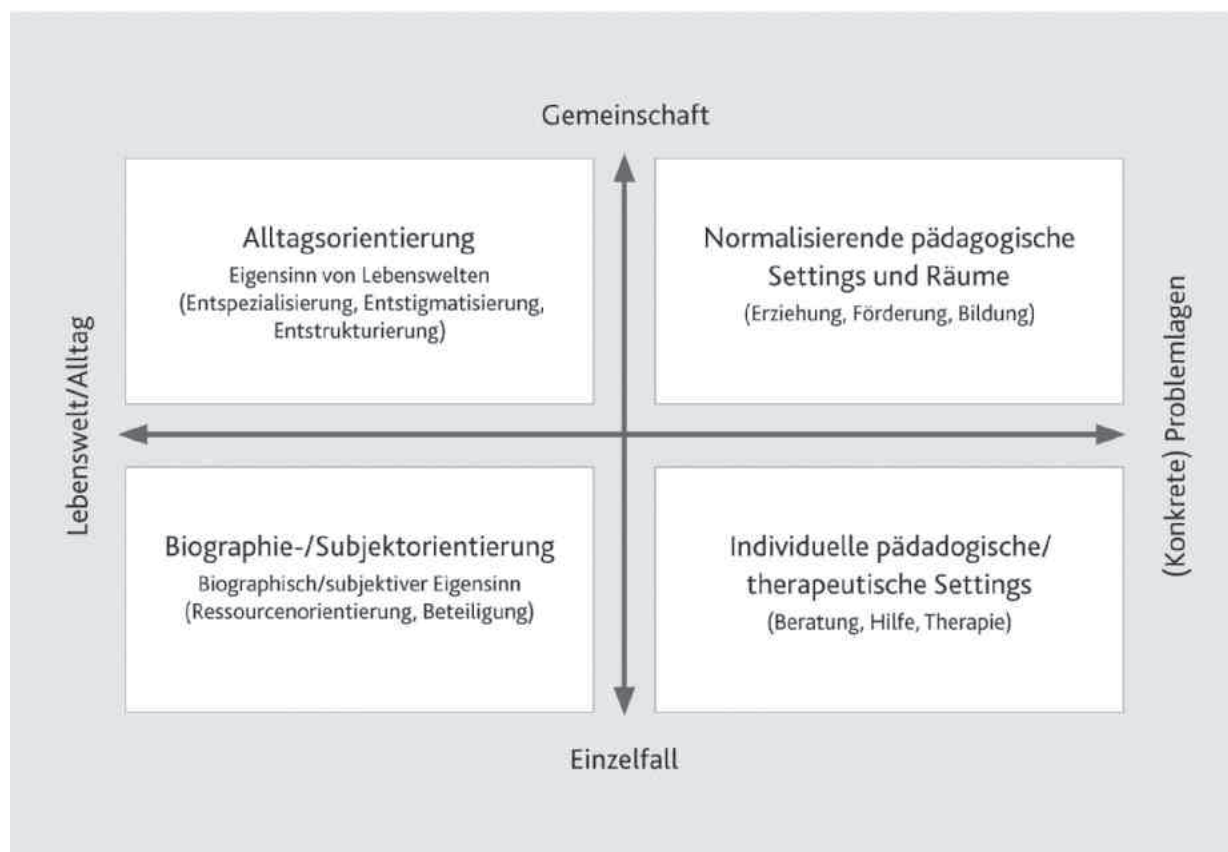 Gemeinschaft
Alltagsorientierung
Eigensinn von Lebenswelten
(Entspezialisierung, Entstigmatisierung,
Entstrukturierung)
Normalisierende pädagogische
Settings und Räume
(Erziehung, Förderung, Bildung)
Lebenswelt/Alltag
(Konkrete) Problemlagen
Biographie-/Subjektorientierung
Biographisch/subjektiver Eigensinn
(Ressourcenorientierung, Beteiligung)
Individuelle pädadogische/
therapeutische Settings
(Beratung, Hilfe, Therapie)
Einzelfall